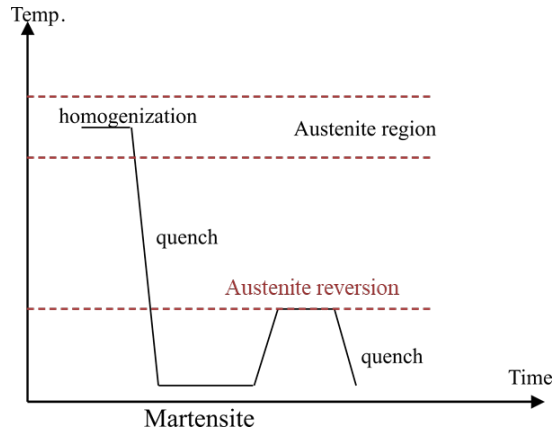 Temp.
homogenization
Austenite region
quench
Austenite reversion
quench
Time
Martensite